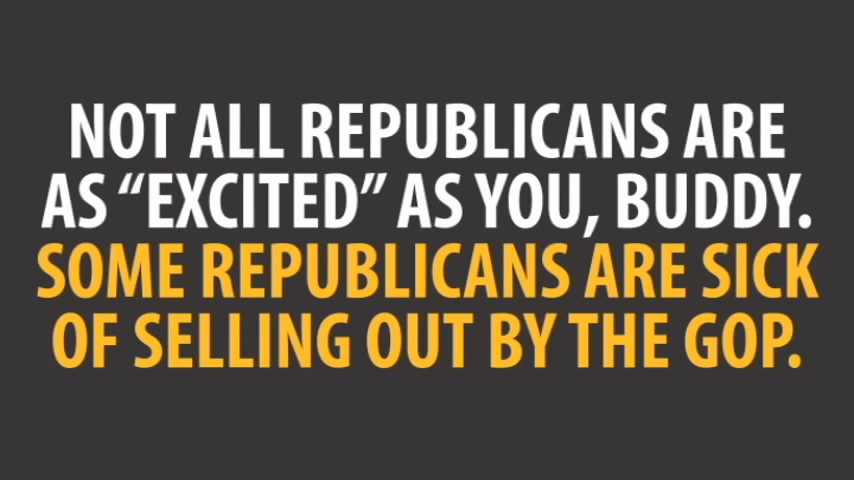 NOT ALL REPUBLICANS ARE
AS “EXCITED” AS YOU, BUDDY.
SOME REPUBLICANS ARE SICK
OF SELLING OUT BY THE GOP.